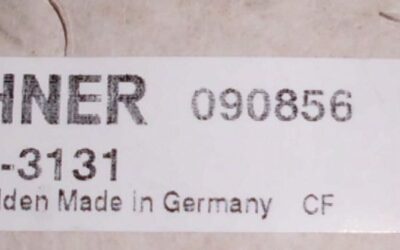 HNER 090856
-3131
lden Made in Germany CF